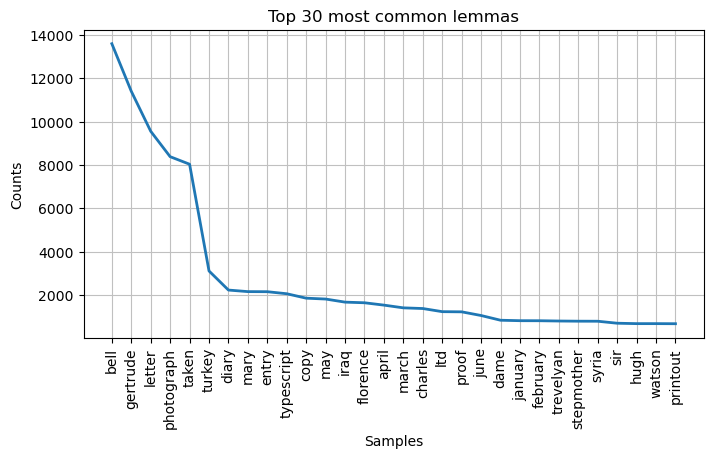 Top 30 most common lemmas
14000
12000
10000
8000
6000
4000
2000
Counts
bell
gertrude
letter
photograph
taken
turkey
diary
mary
entry
typescript
copy
may
iraq
florence
april
march
charles
ltd
proof
june
dame
january
february
trevelyan
stepmother
syria
sir
hugh
watson
printout
Samples